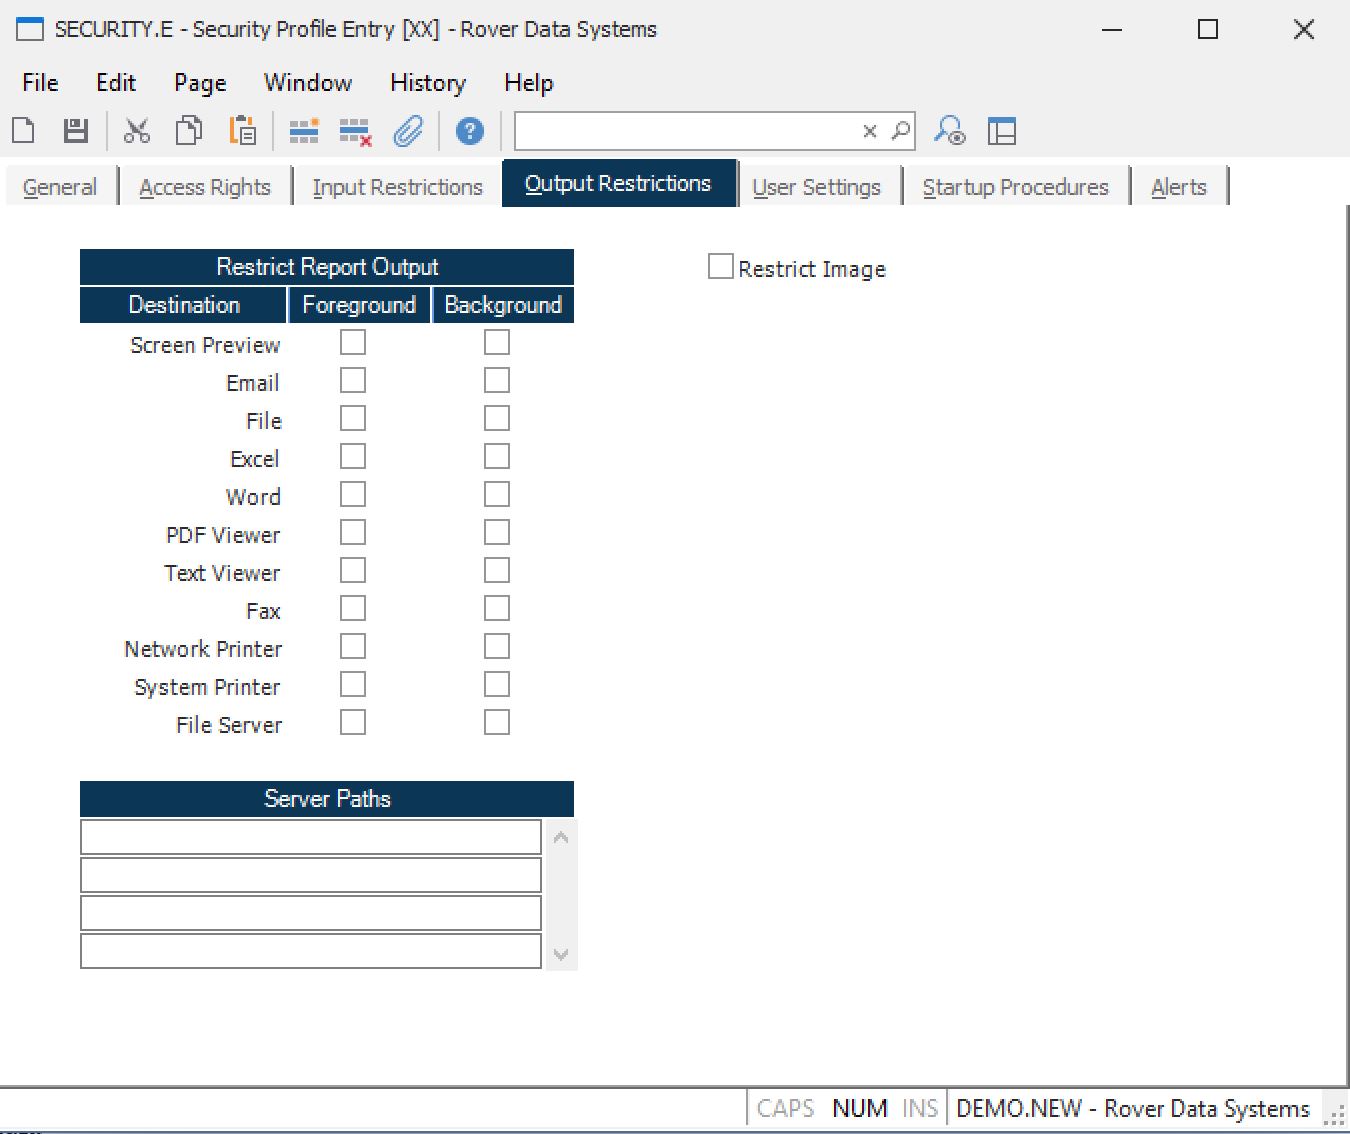 SECURITY.E - Security Profile Entry [XX] - Rover Data Systems
File Edit Page Window History Help
General Access Rights Input Restrictions Output Restrictions User Settings Startup Procedures Alerts
Restrict Report Output
Restrict Image
Destination Foreground Background
Screen Preview
Email
File
Excel
Word
PDF Viewer
Text Viewer
Fax
Network Printer
System Printer
File Server
Server Paths
CAPS NUM INS DEMO.NEW - Rover Data Systems